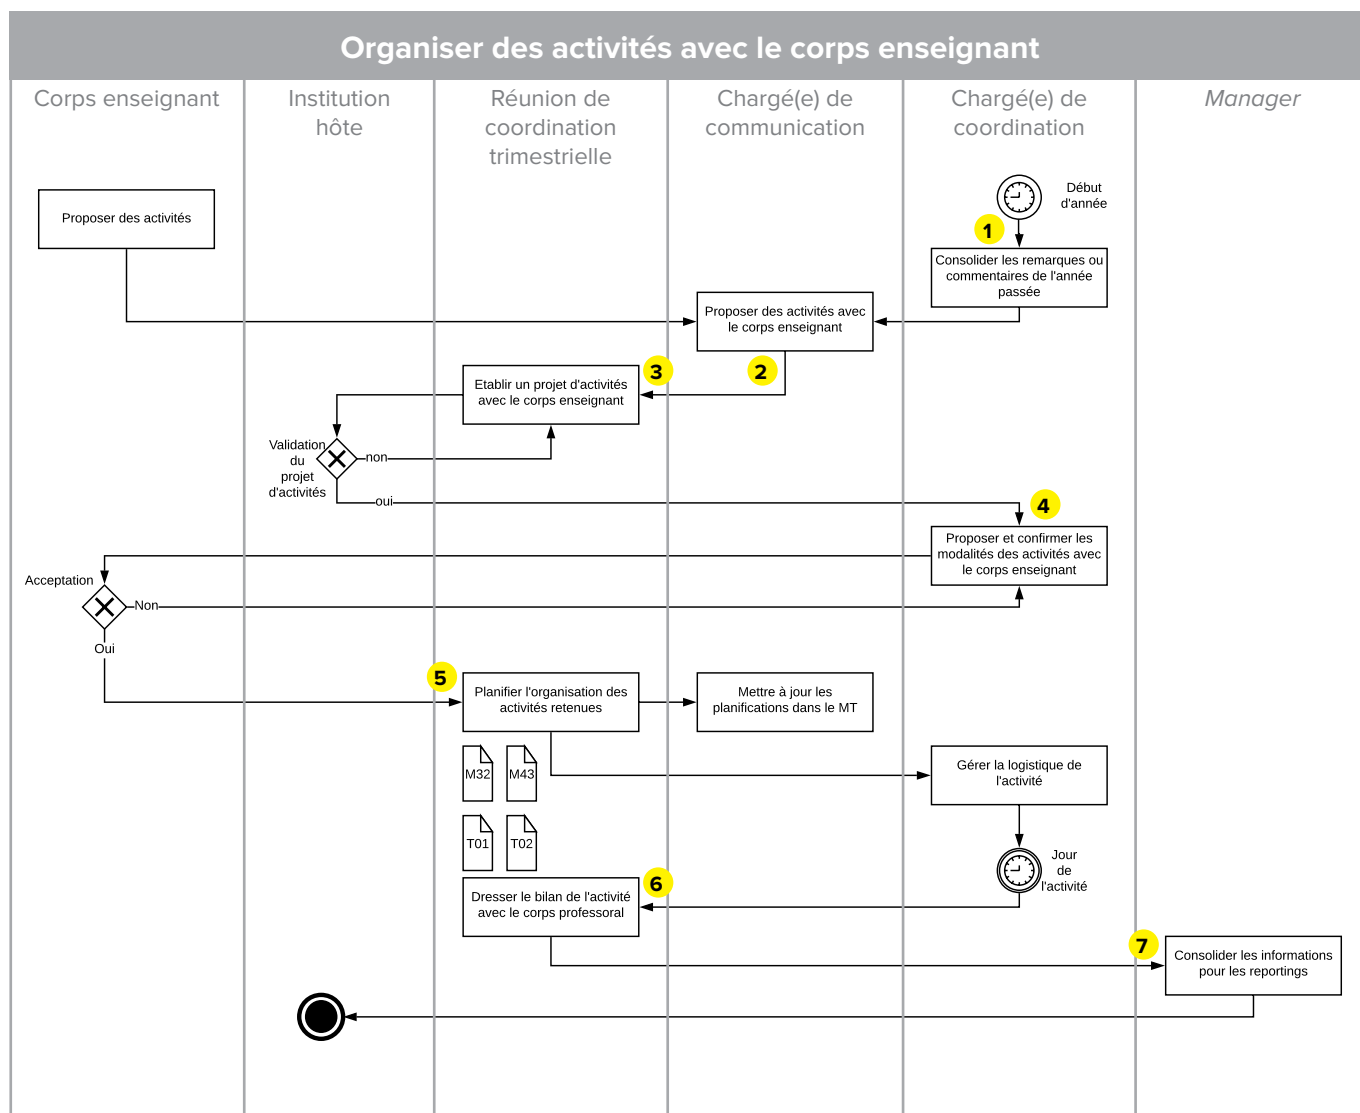 Organiser des activités avec le corps enseignant
Corps enseignant
Institution
hôte
Réunion de
coordination
trimestrielle
Chargé(e) de
communication
Chargé(e) de
coordination
Manager
Début
d'année
1
Proposer des activités
Consolider les remarques ou
commentaires de l'année
passée
Proposer des activités avec
le corps enseignant
2
3
Etablir un projet d'activités
avec le corps enseignant
Validation
du
projet
d'activités
non
oui
4
Proposer et confirmer les
modalités des activités avec
le corps enseignant
Acceptation
Non
Oui
5
Planifier l'organisation des
activités retenues
Mettre à jour les
planifications dans le MT
M32
M43
Gérer la logistique de
l'activité
T01
T02
Jour
de
l'activité
6
Dresser le bilan de l'activité
avec le corps professoral
7
Consolider les informations
pour les reportings